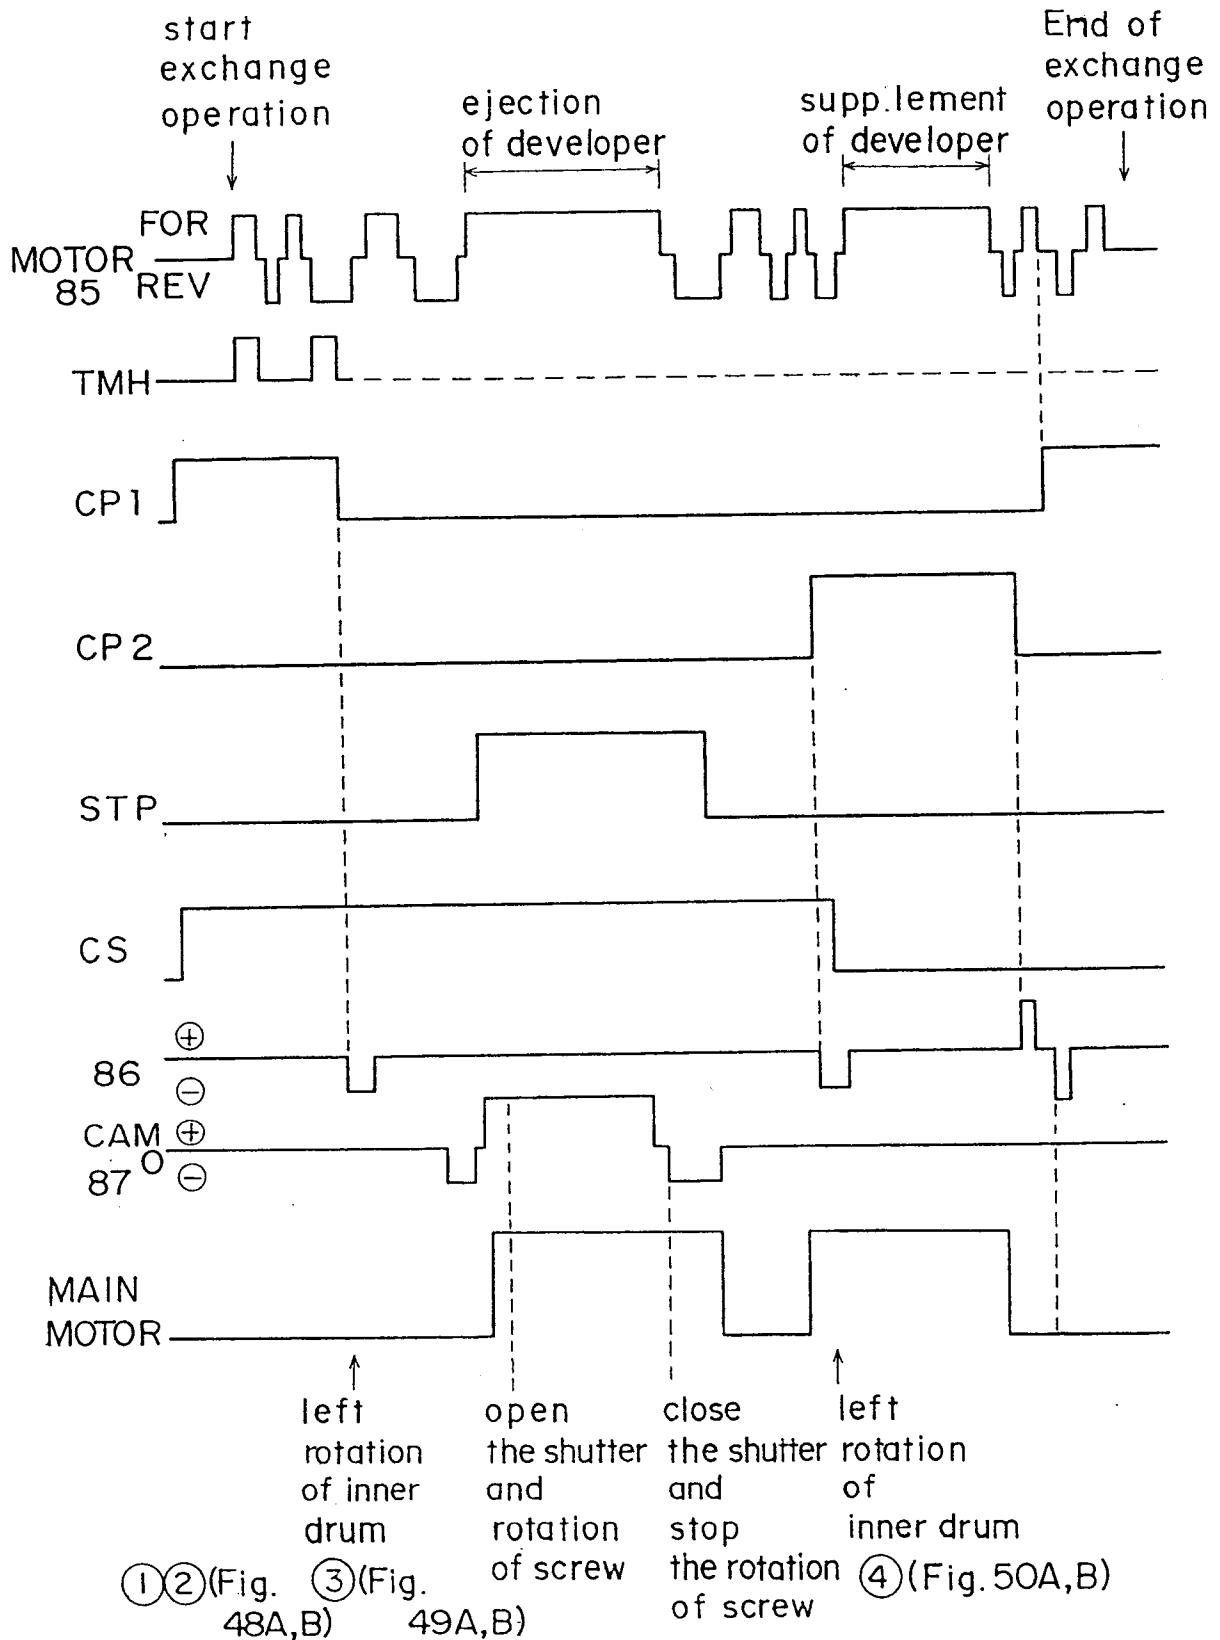 start
exchange
operation
ejection
of developer
supp.lement
of developer
End of
exchange
operation
FOR
MOTOR
85 REV
TMH
CP1
CP2
STP
CS
⊕
86
⊖
CAM ⊕
O
87 ⊖
MAIN
MOTOR
left
rotation
of inner
drum
open
the shutter
and
rotation
of screw
close
the shutter
and
stop
the rotation
of screw
left
rotation
of
inner drum
①②(Fig.
48A,B)
③(Fig.
49A,B)
④(Fig.50A,B)